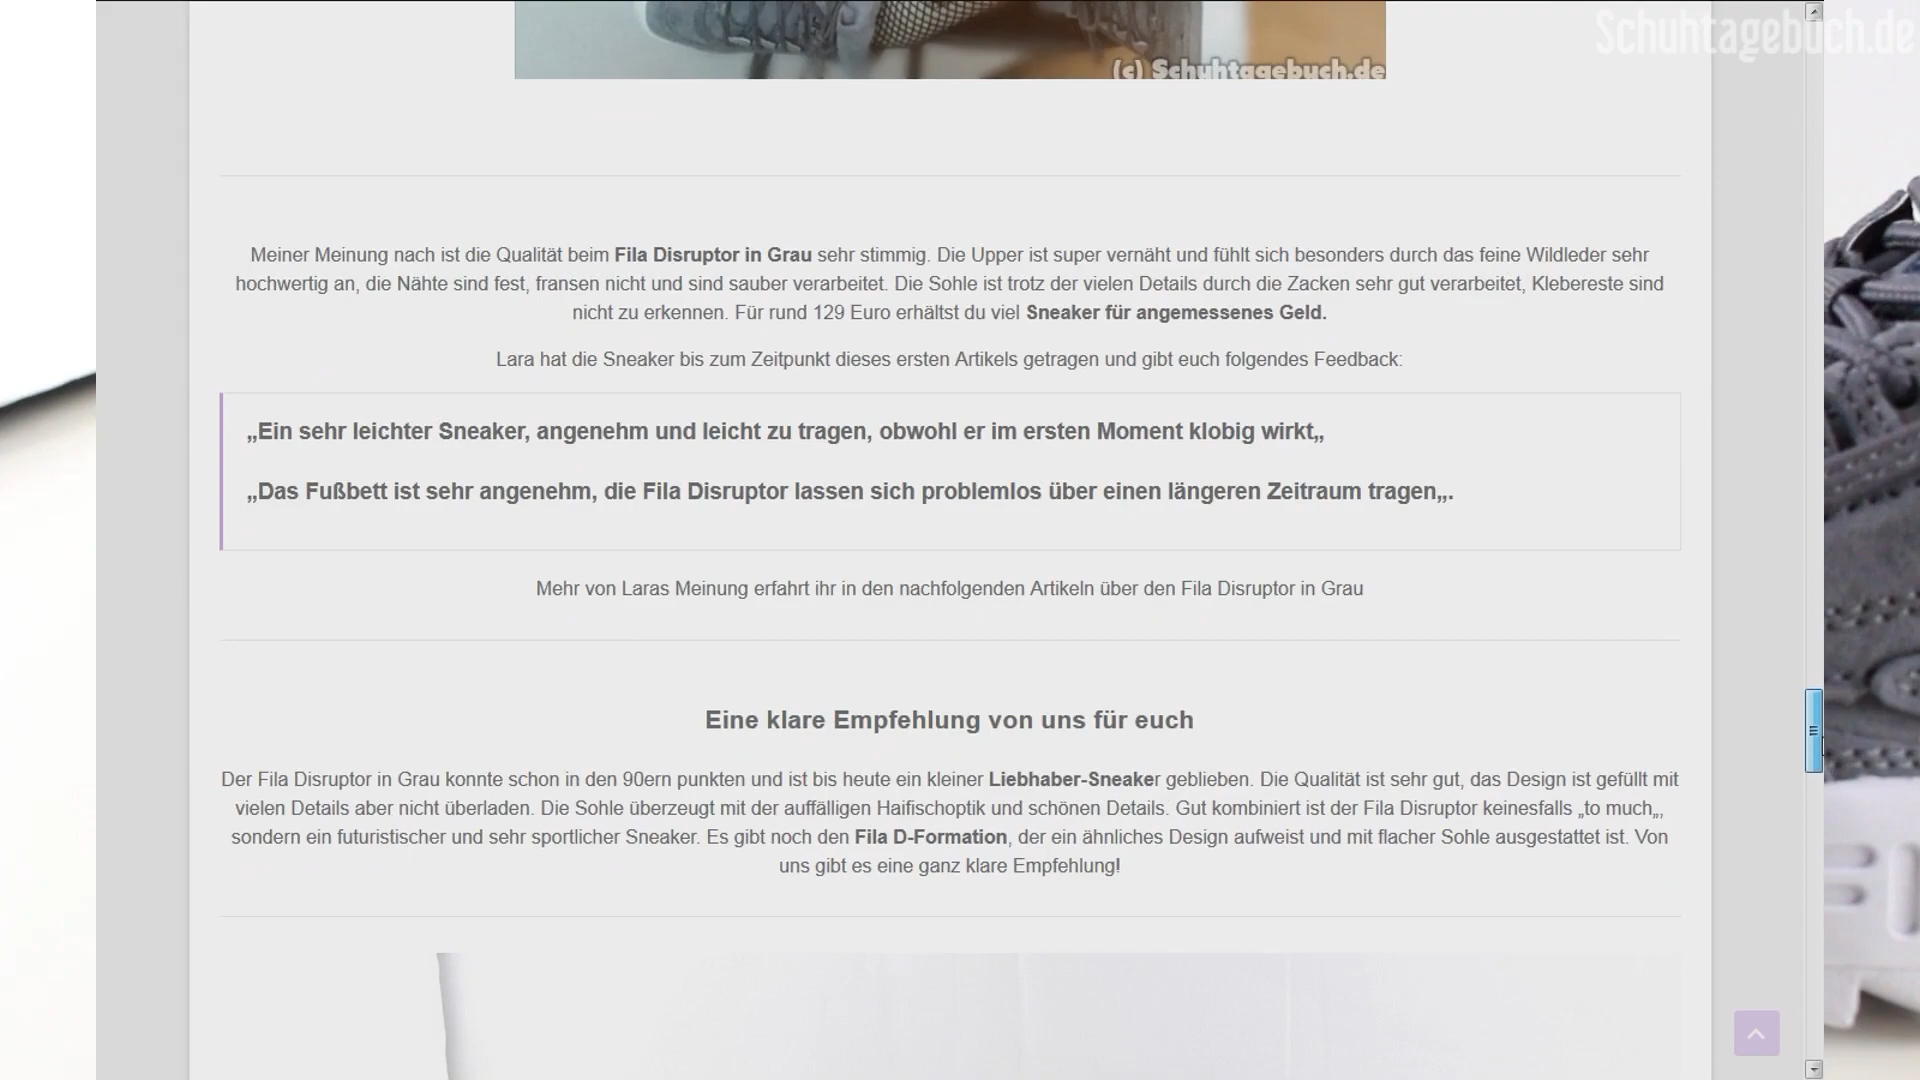 Schuhtagebuch.de
(c) Schuhtagebuch.de
Meiner Meinung nach ist die Qualität beim Fila Disruptor in Grau sehr stimmig. Die Upper ist super vernäht und fühlt sich besonders durch das feine Wildleder sehr
hochwertig an, die Nähte sind fest, fransen nicht und sind sauber verarbeitet. Die Sohle ist trotz der vielen Details durch die Zacken sehr gut verarbeitet, Klebereste sind
nicht zu erkennen. Für rund 129 Euro erhältst du viel Sneaker für angemessenes Geld.
Lara hat die Sneaker bis zum Zeitpunkt dieses ersten Artikels getragen und gibt euch folgendes Feedback:
„Ein sehr leichter Sneaker, angenehm und leicht zu tragen, obwohl er im ersten Moment klobig wirkt„
„Das Fußbett ist sehr angenehm, die Fila Disruptor lassen sich problemlos über einen längeren Zeitraum tragen„.
Mehr von Laras Meinung erfahrt ihr in den nachfolgenden Artikeln über den Fila Disruptor in Grau
Eine klare Empfehlung von uns für euch
Der Fila Disruptor in Grau konnte schon in den 90ern punkten und ist bis heute ein kleiner Liebhaber-Sneaker geblieben. Die Qualität ist sehr gut, das Design ist gefüllt mit
vielen Details aber nicht überladen. Die Sohle überzeugt mit der auffälligen Haifischoptik und schönen Details. Gut kombiniert ist der Fila Disruptor keinesfalls „to much„,
sondern ein futuristischer und sehr sportlicher Sneaker. Es gibt noch den Fila D-Formation, der ein ähnliches Design aufweist und mit flacher Sohle ausgestattet ist. Von
uns gibt es eine ganz klare Empfehlung!